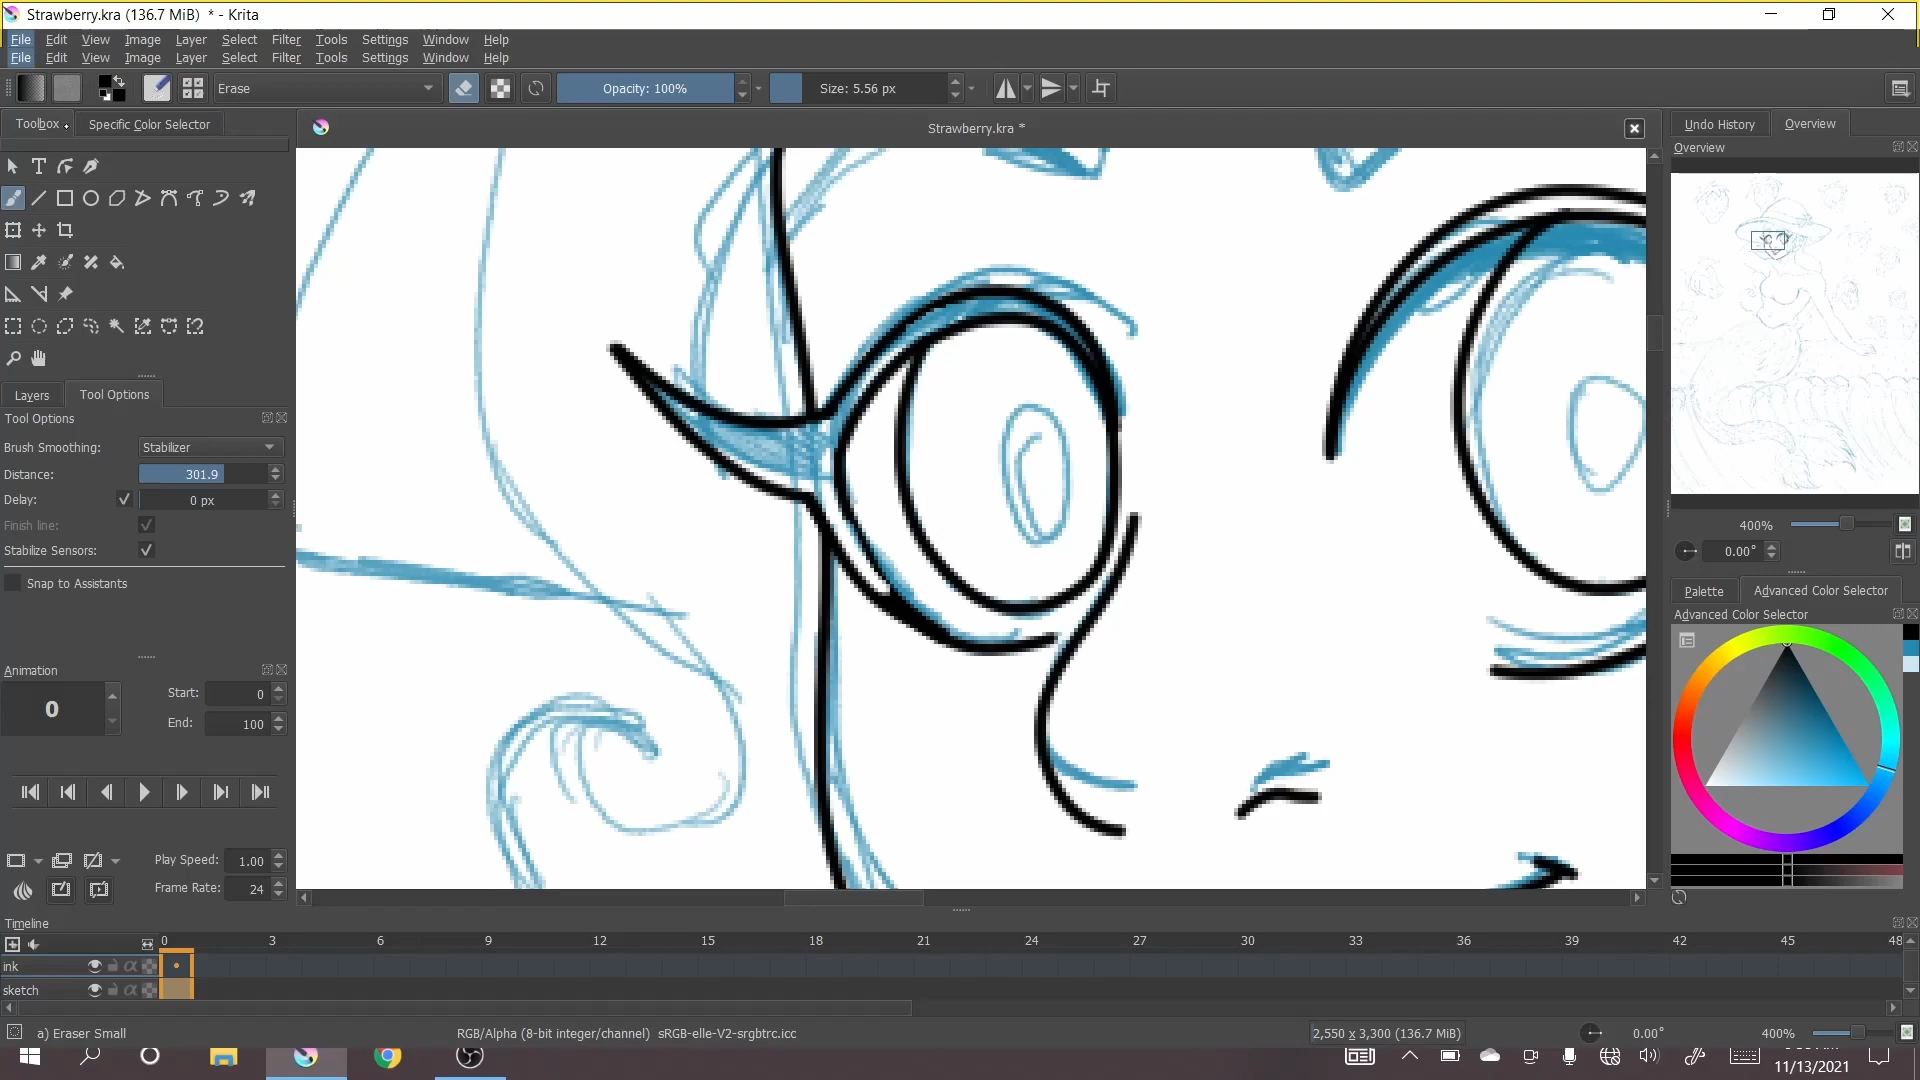 Strawberry.kra (136.7 MiB)  * - Krita
File Edit View Image Layer Select Filter Tools Settings Window Help
File Edit View Image Layer Select Filter Tools Settings Window Help
Erase Opacity: 100% Size: 5.56 px
Toolbox Specific Color Selector
Strawberry.kra *
Undo History Overview
Overview
Layers Tool Options
Tool Options
Brush Smoothing: Stabilizer
Distance: 301.9
Delay: 0 px
Finish line:
Stabilize Sensors:
Snap to Assistants
400%
0.00°
Palette Advanced Color Selector
Advanced Color Selector
Animation
0
Start: 0
End: 100
Play Speed: 1.00
Frame Rate: 24
Timeline
0 3 6 9 12 15 18 21 24 27 30 33 36 39 42 45 48
ink
sketch
a) Eraser Small RGB/Alpha (8-bit integer/channel) sRGB-elle-V2-srgbtrc.icc 2,550 x 3,300 (136.7 MiB) 0.00° 400%
11/13/2021